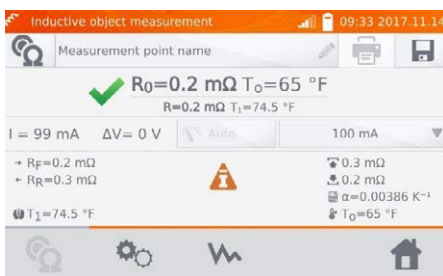 Inductive object measurement 09:33 2017.11.14
Measurement point name
R₀=0.2 mΩ T₀=65 °F
R=0.2 mΩ T₁=74.5 °F
I = 99 mA ΔV= 0 V Auto 100 mA
RF=0.2 mΩ 0.3 mΩ
RR=0.3 mΩ 0.2 mΩ
α=0.00386 K⁻¹
T₁=74.5 °F T₀=65 °F